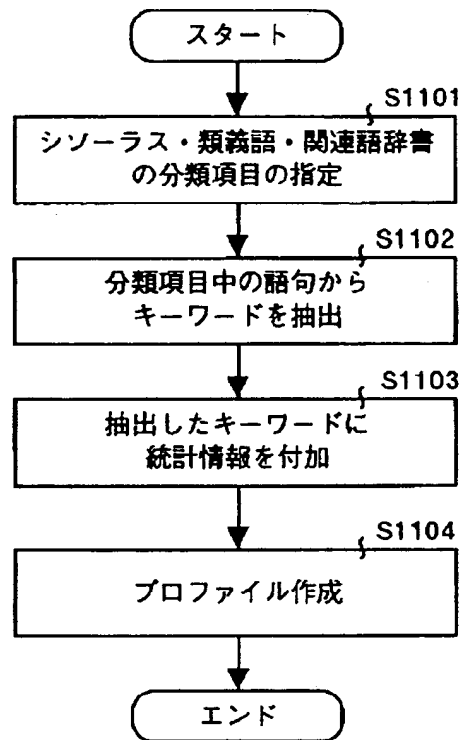 スタート
S1101
シソーラス・類義語・関連語辞書
の分類項目の指定
S1102
分類項目中の語句から
キーワードを抽出
S1103
抽出したキーワードに
統計情報を付加
S1104
プロファイル作成
エンド